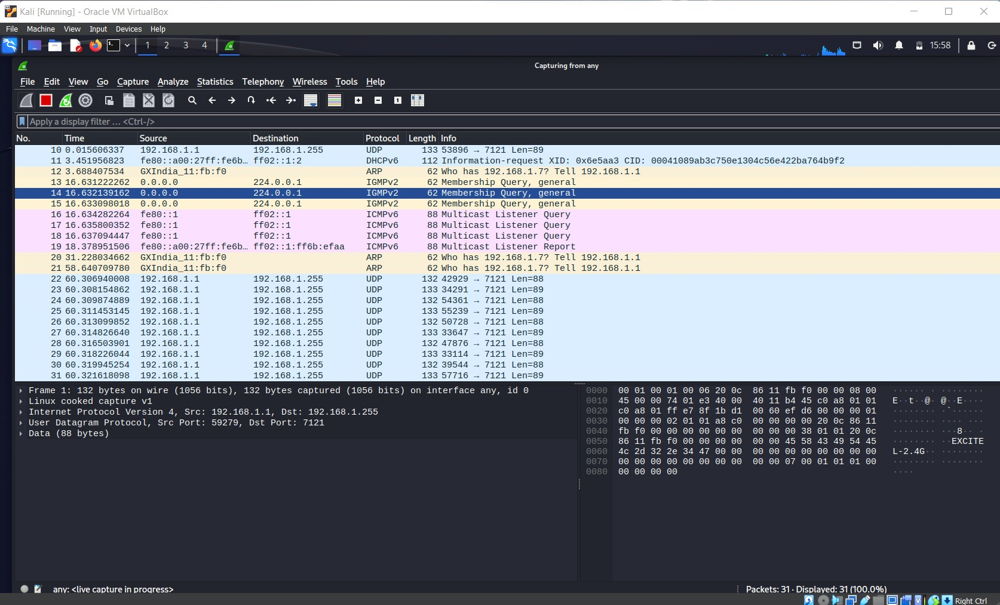 Kali [Running] - Oracle VM VirtualBox
File Machine View Input Devices Help
1 2 3 4 15:58
Capturing from any
File Edit View Go Capture Analyze Statistics Telephony Wireless Tools Help
Apply a display filter … <Ctrl-/>
No. Time Source Destination Protocol Length Info
10 0.015606337 192.168.1.1 192.168.1.255 UDP 133 53896 → 7121 Len=89
11 3.451956823 fe80::a00:27ff:fe6b… ff02::1:2 DHCPv6 112 Information-request XID: 0x6e5aa3 CID: 00041089ab3c750e1304c56e422ba764b9f2
12 3.688407534 GXIndia_11:fb:f0 ARP 62 Who has 192.168.1.7? Tell 192.168.1.1
13 16.631222262 0.0.0.0 224.0.0.1 IGMPv2 62 Membership Query, general
14 16.632139162 0.0.0.0 224.0.0.1 IGMPv2 62 Membership Query, general
15 16.633098018 0.0.0.0 224.0.0.1 IGMPv2 62 Membership Query, general
16 16.634282264 fe80::1 ff02::1 ICMPv6 88 Multicast Listener Query
17 16.635800352 fe80::1 ff02::1 ICMPv6 88 Multicast Listener Query
18 16.637094447 fe80::1 ff02::1 ICMPv6 88 Multicast Listener Query
19 18.378951506 fe80::a00:27ff:fe6b… ff02::1:ff6b:efaa ICMPv6 88 Multicast Listener Report
20 31.228034662 GXIndia_11:fb:f0 ARP 62 Who has 192.168.1.7? Tell 192.168.1.1
21 58.640709780 GXIndia_11:fb:f0 ARP 62 Who has 192.168.1.7? Tell 192.168.1.1
22 60.306940008 192.168.1.1 192.168.1.255 UDP 132 42929 → 7121 Len=88
23 60.308154862 192.168.1.1 192.168.1.255 UDP 133 34291 → 7121 Len=89
24 60.309874889 192.168.1.1 192.168.1.255 UDP 132 54361 → 7121 Len=88
25 60.311453145 192.168.1.1 192.168.1.255 UDP 133 55239 → 7121 Len=89
26 60.313099852 192.168.1.1 192.168.1.255 UDP 132 50728 → 7121 Len=88
27 60.314826640 192.168.1.1 192.168.1.255 UDP 133 33647 → 7121 Len=89
28 60.316503901 192.168.1.1 192.168.1.255 UDP 132 47876 → 7121 Len=88
29 60.318226044 192.168.1.1 192.168.1.255 UDP 133 33114 → 7121 Len=89
30 60.319945254 192.168.1.1 192.168.1.255 UDP 132 39544 → 7121 Len=88
31 60.321618098 192.168.1.1 192.168.1.255 UDP 133 57716 → 7121 Len=89
Frame 1: 132 bytes on wire (1056 bits), 132 bytes captured (1056 bits) on interface any, id 0
Linux cooked capture v1
Internet Protocol Version 4, Src: 192.168.1.1, Dst: 192.168.1.255
User Datagram Protocol, Src Port: 59279, Dst Port: 7121
Data (88 bytes)
0000 00 01 00 01 00 06 20 0c 86 11 fb f0 00 00 08 00 ······ · ········
0010 45 00 00 74 01 e3 40 00 40 11 b4 45 c0 a8 01 01 E··t··@· @··E····
0020 c0 a8 01 ff e7 8f 1b d1 00 60 ef d6 00 00 00 01 ········ ·`······
0030 00 00 00 02 01 01 a8 c0 00 00 00 00 20 0c 86 11 ········ ···· ···
0040 fb f0 00 00 00 00 00 00 00 00 00 38 01 01 20 0c ········ ···8·· ·
0050 86 11 fb f0 00 00 00 00 00 00 45 58 43 49 54 45 ········ ··EXCITE
0060 4c 2d 32 2e 34 47 00 00 00 00 00 00 00 00 00 00 L-2.4G·· ········
0070 00 00 00 00 00 00 00 00 00 00 07 00 01 01 01 00 ········ ········
0080 00 00 00 00 ····
any: <live capture in progress> Packets: 31 · Displayed: 31 (100.0%)
Right Ctrl